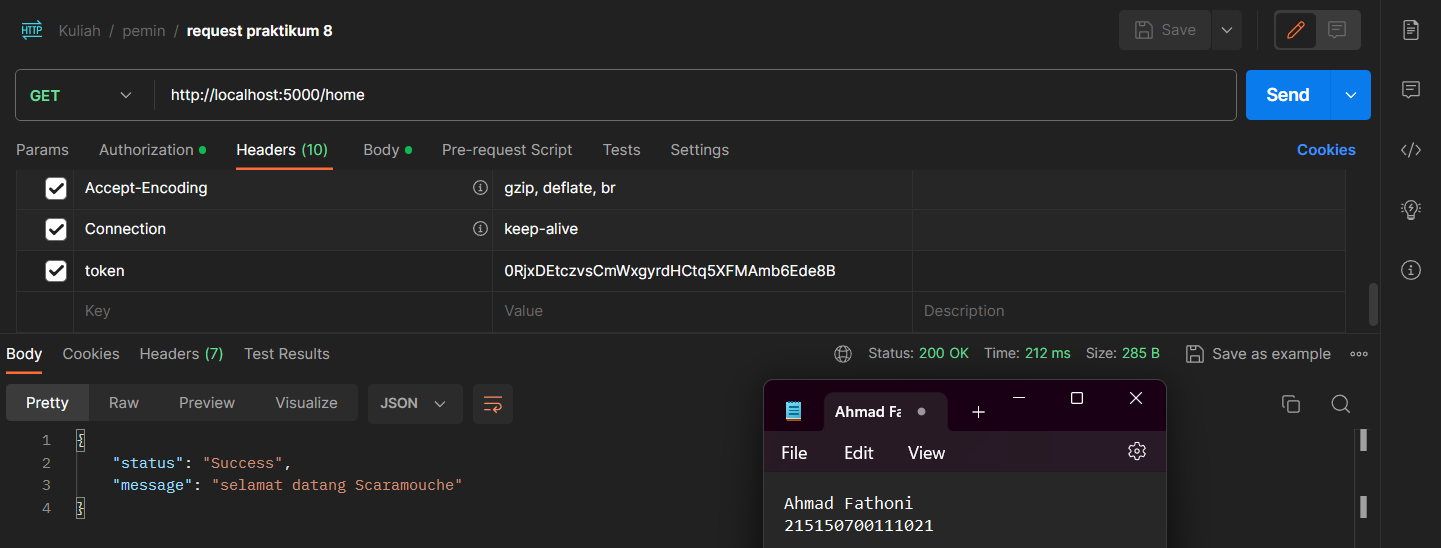 HTTP Kuliah / pemin / request praktikum 8 Save
GET http://localhost:5000/home Send
Params Authorization Headers (10) Body Pre-request Script Tests Settings Cookies
Accept-Encoding gzip, deflate, br
Connection keep-alive
token 0RjxDEtczvsCmWxgyrdHCtq5XFMAmb6Ede8B
Key Value Description
Body Cookies Headers (7) Test Results Status: 200 OK Time: 212 ms Size: 285 B Save as example
Pretty Raw Preview Visualize JSON
1 {
2 "status": "Success",
3 "message": "selamat datang Scaramouche"
4 }
Ahmad Fa
File Edit View
Ahmad Fathoni
215150700111021